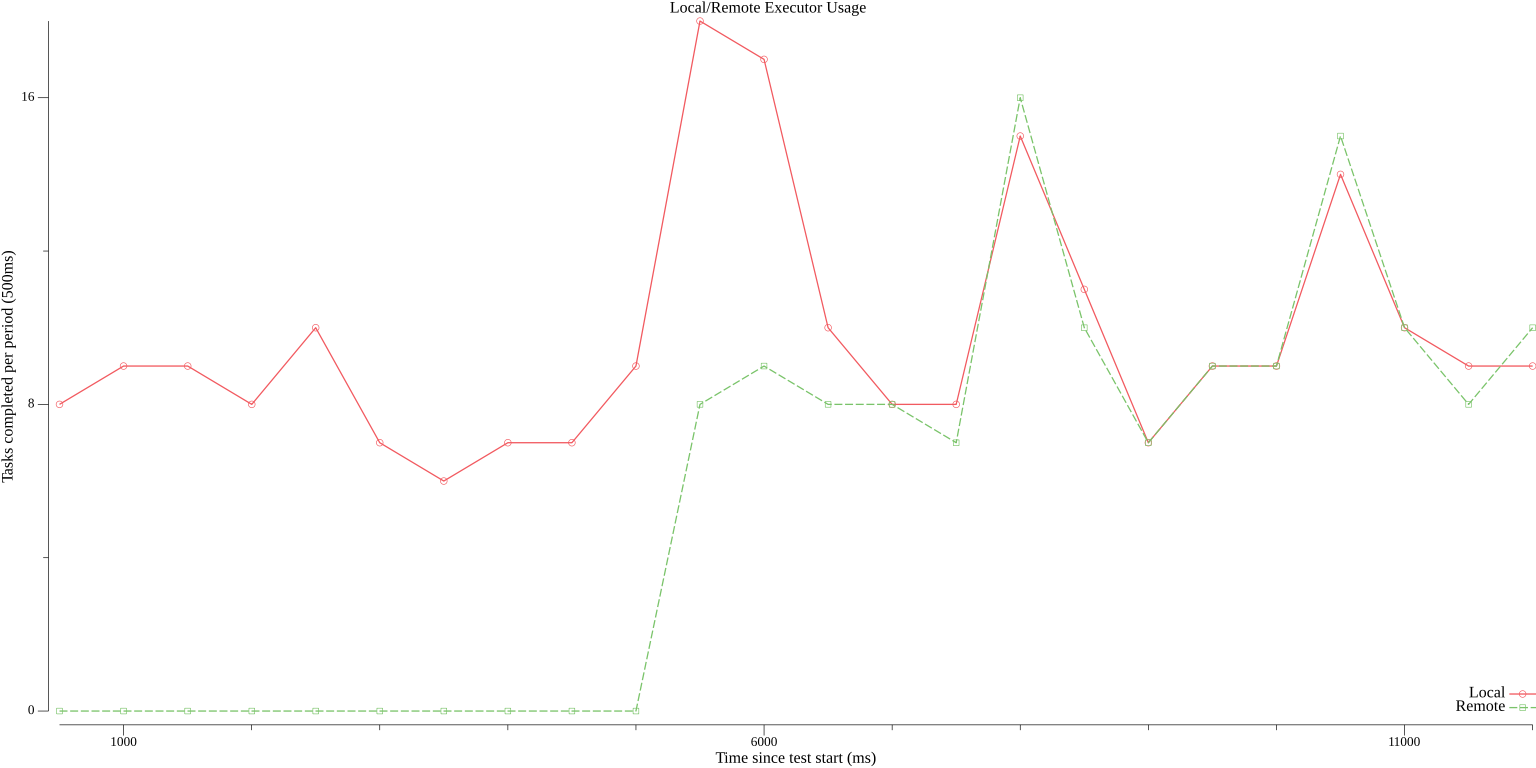 Local/Remote Executor Usage
16
8
0
Tasks completed per period (500ms)
Local
Remote
1000
6000
11000
Time since test start (ms)